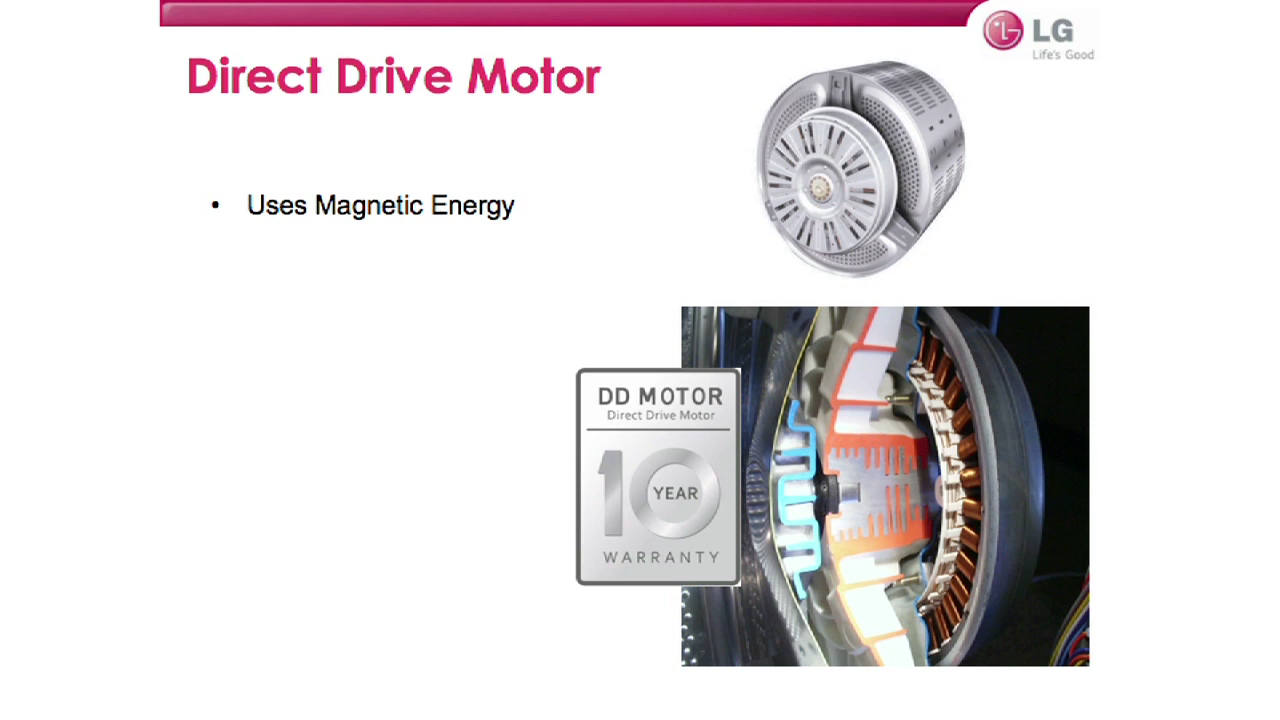 LG
Life's Good
Direct Drive Motor
• Uses Magnetic Energy
DD MOTOR
Direct Drive Motor
10
YEAR
WARRANTY